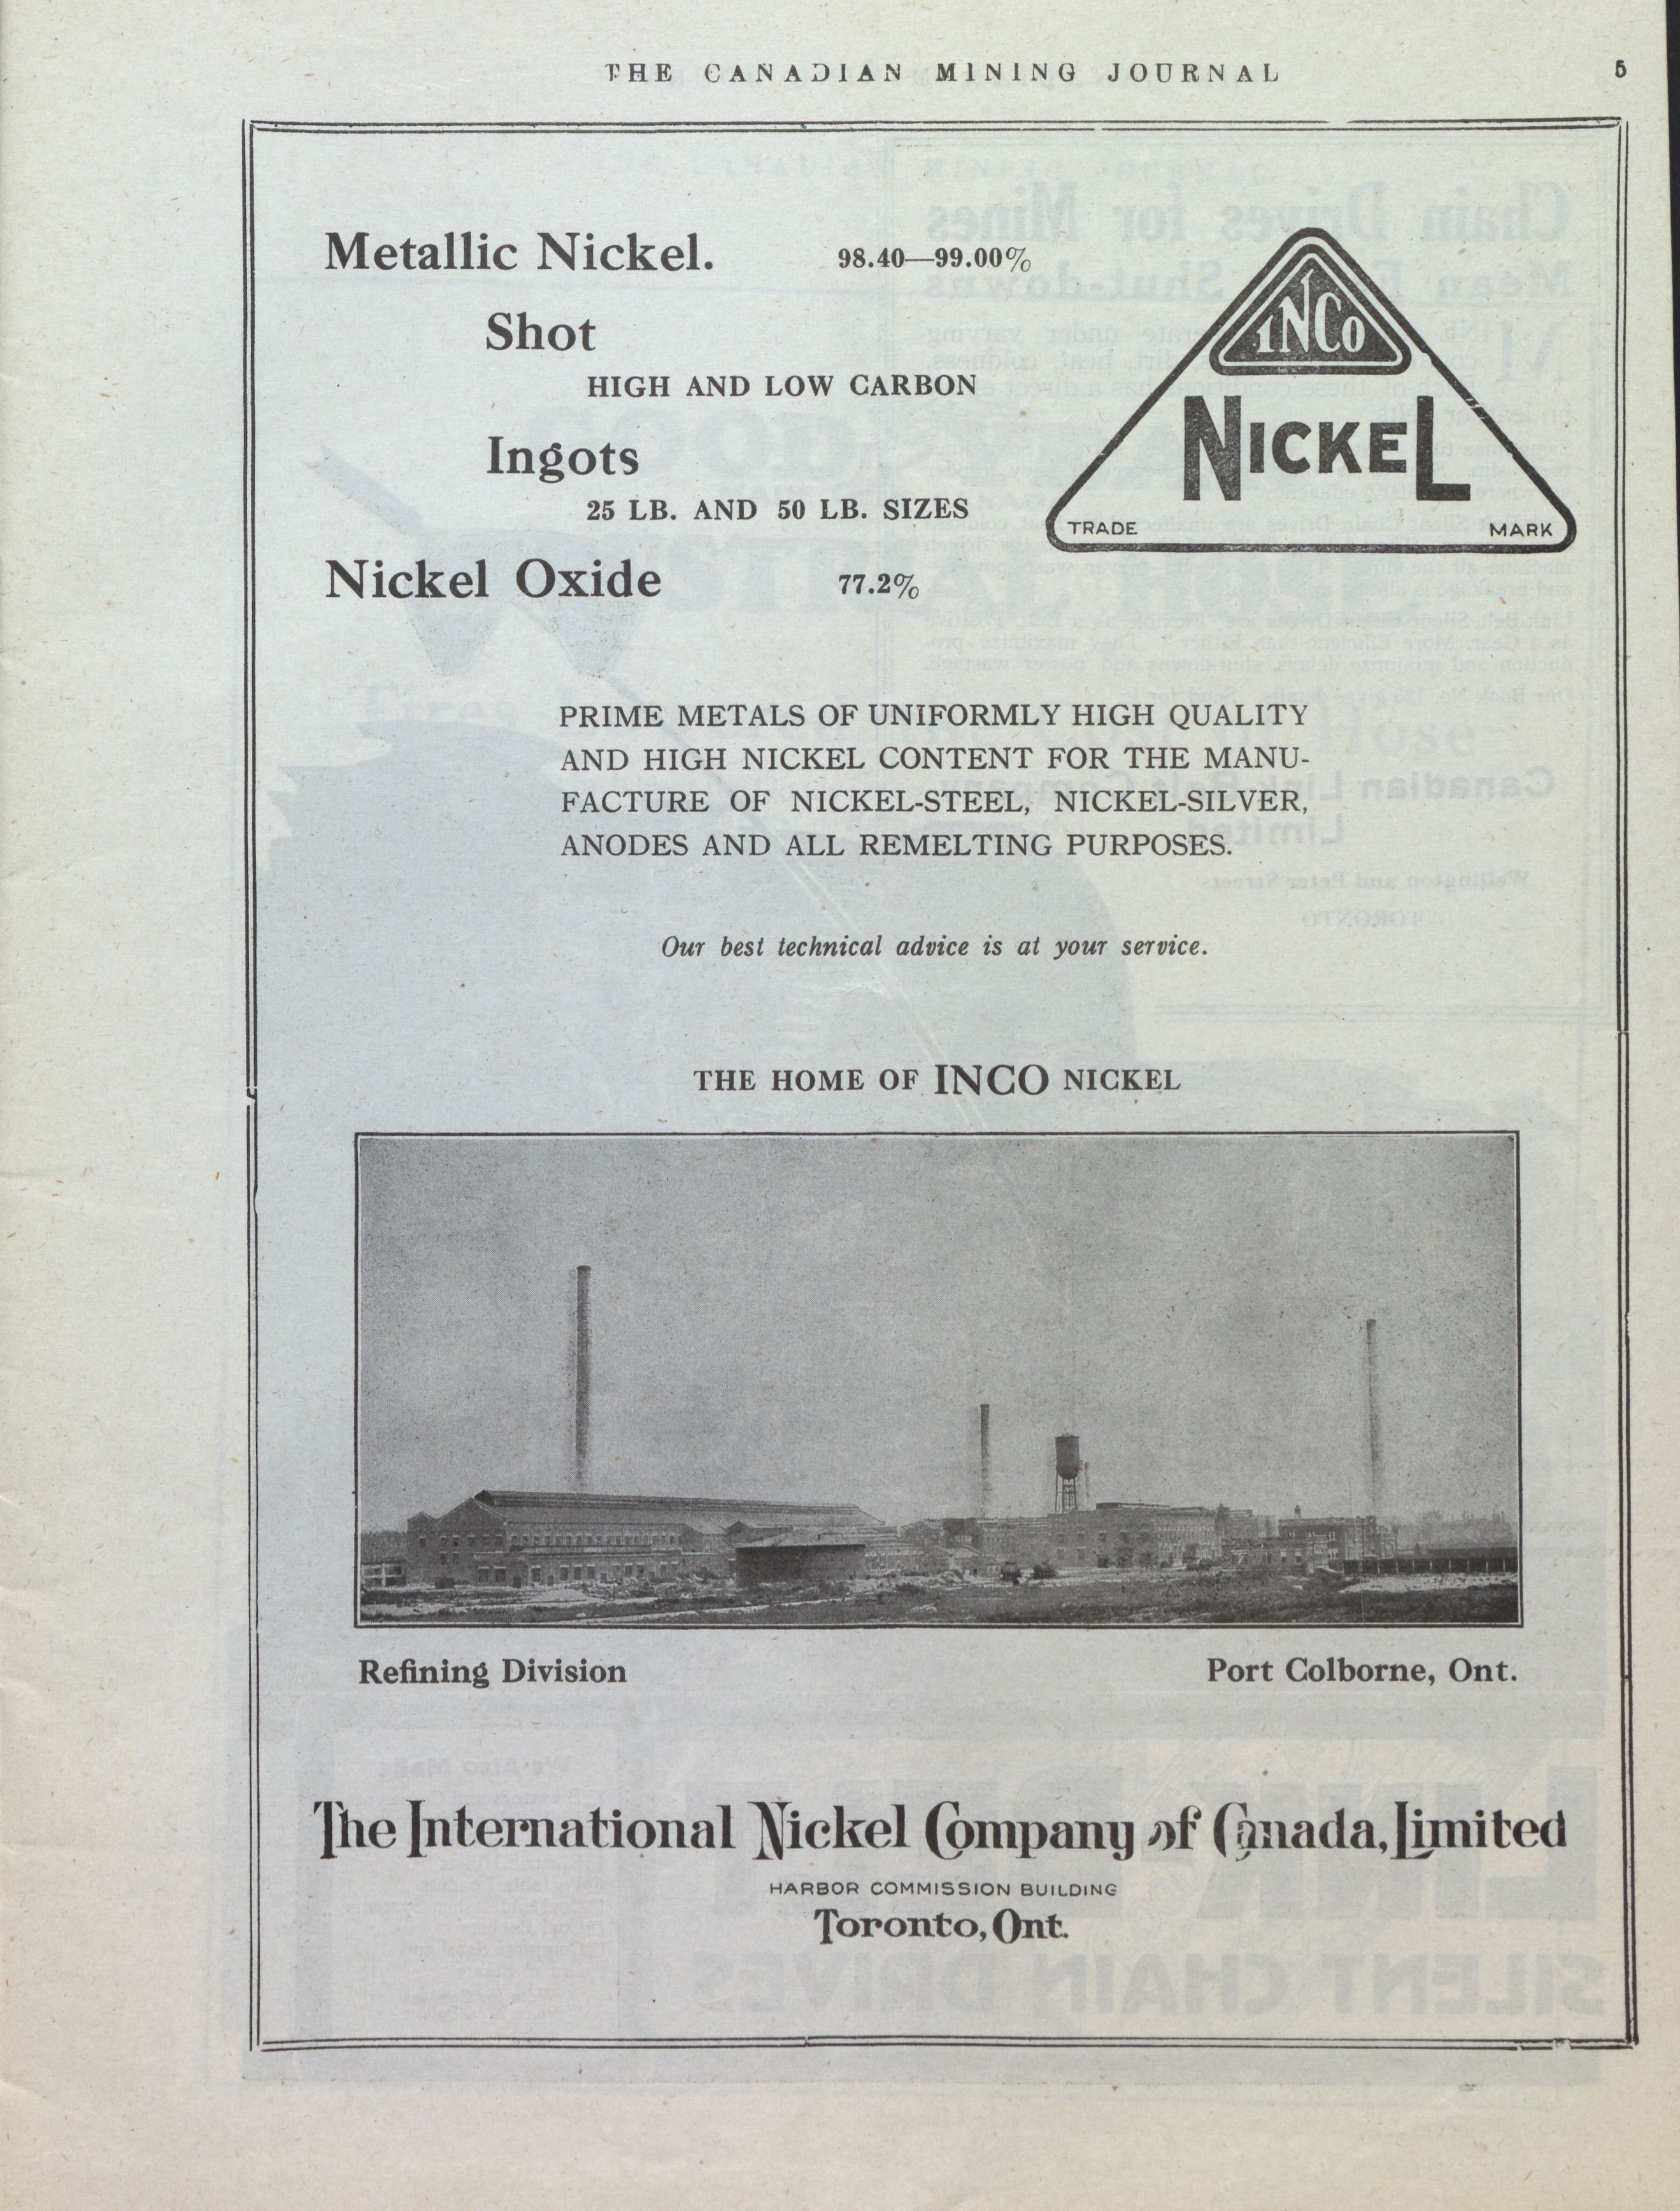 THE CANADIAN MINING JOURNAL 5
Metallic Nickel. 98.40—99.00%
Shot
HIGH AND LOW CARBON
Ingots
25 LB. AND 50 LB. SIZES
Nickel Oxide 77.2%
INCO
NICKEL
TRADE MARK
PRIME METALS OF UNIFORMLY HIGH QUALITY
AND HIGH NICKEL CONTENT FOR THE MANU-
FACTURE OF NICKEL-STEEL, NICKEL-SILVER,
ANODES AND ALL REMELTING PURPOSES.
Our best technical advice is at your service.
THE HOME OF INCO NICKEL
Refining Division Port Colborne, Ont.
The International Nickel Company of Canada, Limited
HARBOR COMMISSION BUILDING
Toronto, Ont.